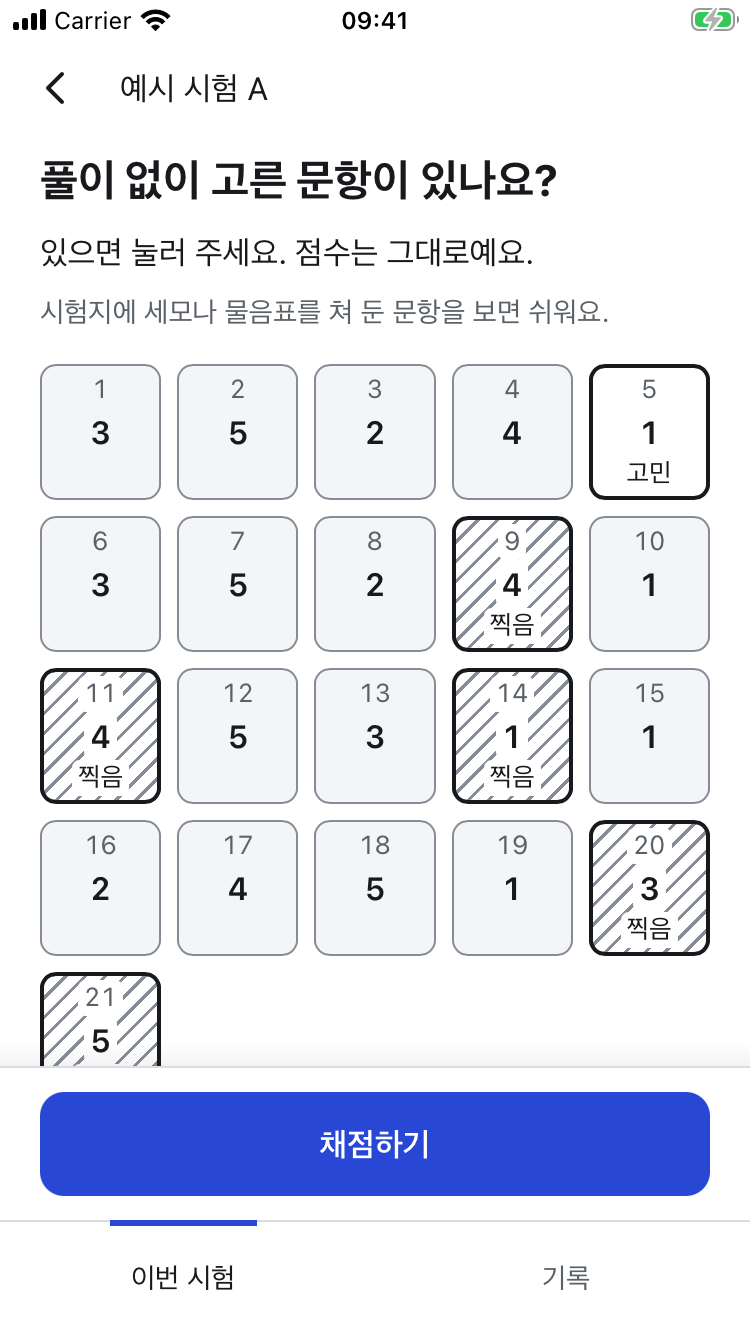 Carrier 09:41
예시 시험 A
풀이 없이 고른 문항이 있나요?
있으면 눌러 주세요. 점수는 그대로예요.
시험지에 세모나 물음표를 쳐 둔 문항을 보면 쉬워요.
1 2 3 4 5
3 5 2 4 1
고민
6 7 8 9 10
3 5 2 4 1
찍음
11 12 13 14 15
4 5 3 1 1
찍음 찍음
16 17 18 19 20
2 4 5 1 3
찍음
21
5
채점하기
이번 시험 기록